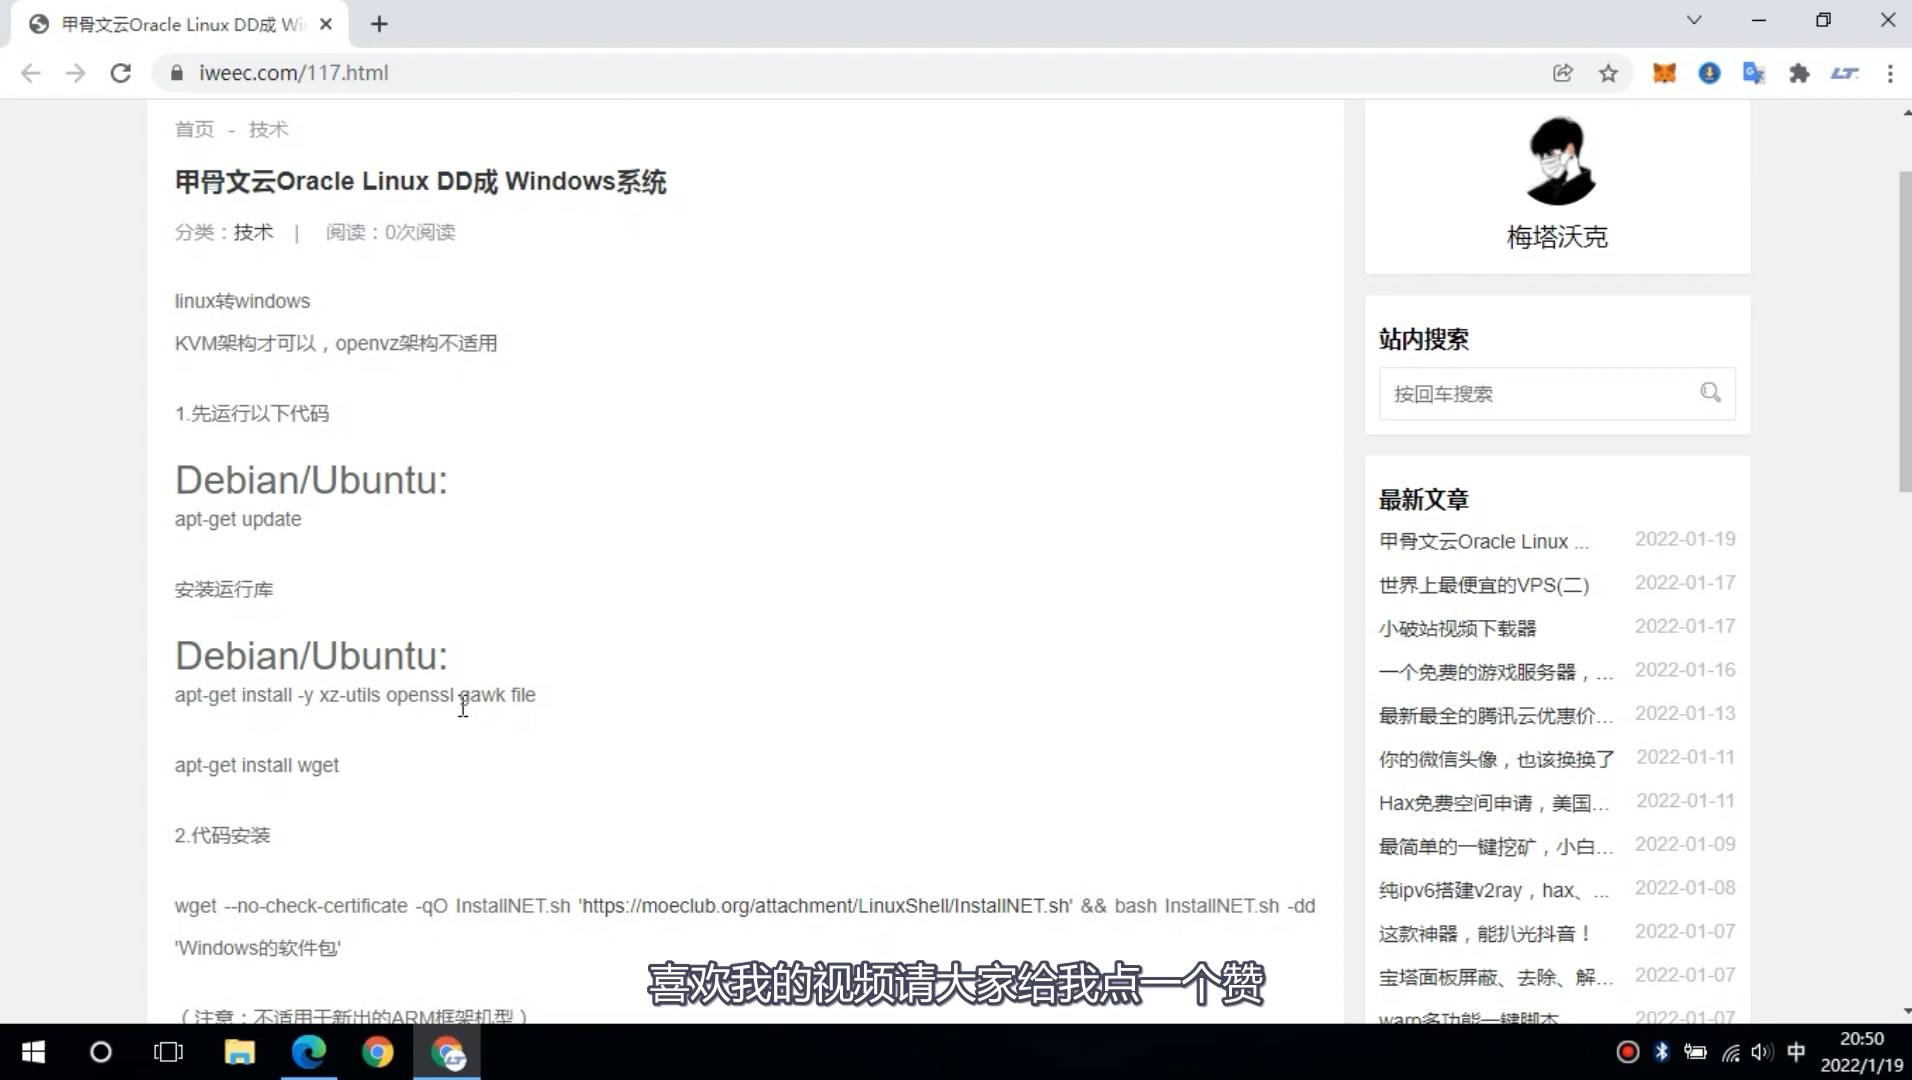 甲骨文云Oracle Linux DD成 Wi
iweec.com/117.html
首页 - 技术
甲骨文云Oracle Linux DD成 Windows系统
分类：技术 | 阅读：0次阅读
linux转windows
KVM架构才可以，openvz架构不适用
1.先运行以下代码
Debian/Ubuntu:
apt-get update
安装运行库
Debian/Ubuntu:
apt-get install -y xz-utils openssl gawk file
apt-get install wget
2.代码安装
wget --no-check-certificate -qO InstallNET.sh 'https://moeclub.org/attachment/LinuxShell/InstallNET.sh' && bash InstallNET.sh -dd
'Windows的软件包'
（注意：不适用于新出的ARM框架机型）
梅塔沃克
站内搜索
按回车搜索
最新文章
甲骨文云Oracle Linux ... 2022-01-19
世界上最便宜的VPS(二) 2022-01-17
小破站视频下载器 2022-01-17
一个免费的游戏服务器，... 2022-01-16
最新最全的腾讯云优惠价... 2022-01-13
你的微信头像，也该换换了 2022-01-11
Hax免费空间申请，美国... 2022-01-11
最简单的一键挖矿，小白... 2022-01-09
纯ipv6搭建v2ray，hax、... 2022-01-08
这款神器，能扒光抖音！ 2022-01-07
宝塔面板屏蔽、去除、解... 2022-01-07
warp多功能一键脚本 2022-01-07
喜欢我的视频请大家给我点一个赞
LT
中
20:50
2022/1/19